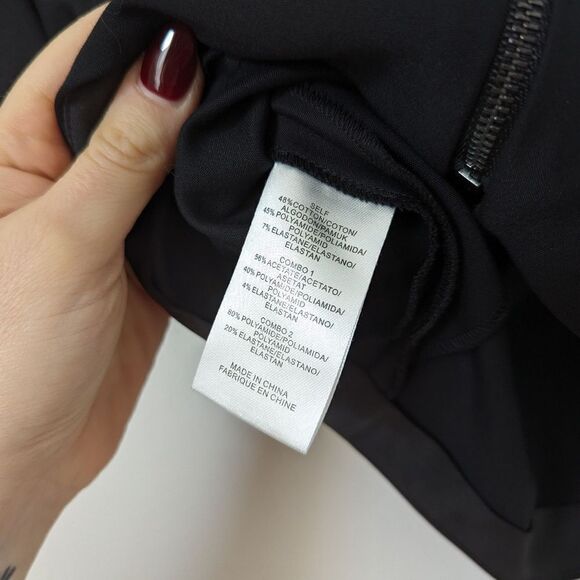 SELF
48%COTTON/COTON/
ALGODON/PAMUK
45%POLYAMIDE/POLIAMIDA/
POLYAMID
7%ELASTANE/ELASTANO/
ELASTAN
COMBO 1
56%ACETATE/ACETATO/
ASETAT
40%POLYAMIDE/POLIAMIDA/
POLYAMID
4%ELASTANE/ELASTANO/
ELASTAN
COMBO 2
80%POLYAMIDE/POLIAMIDA/
POLYAMID
20%ELASTANE/ELASTANO/
ELASTAN
MADE IN CHINA
FABRIQUE EN CHINE